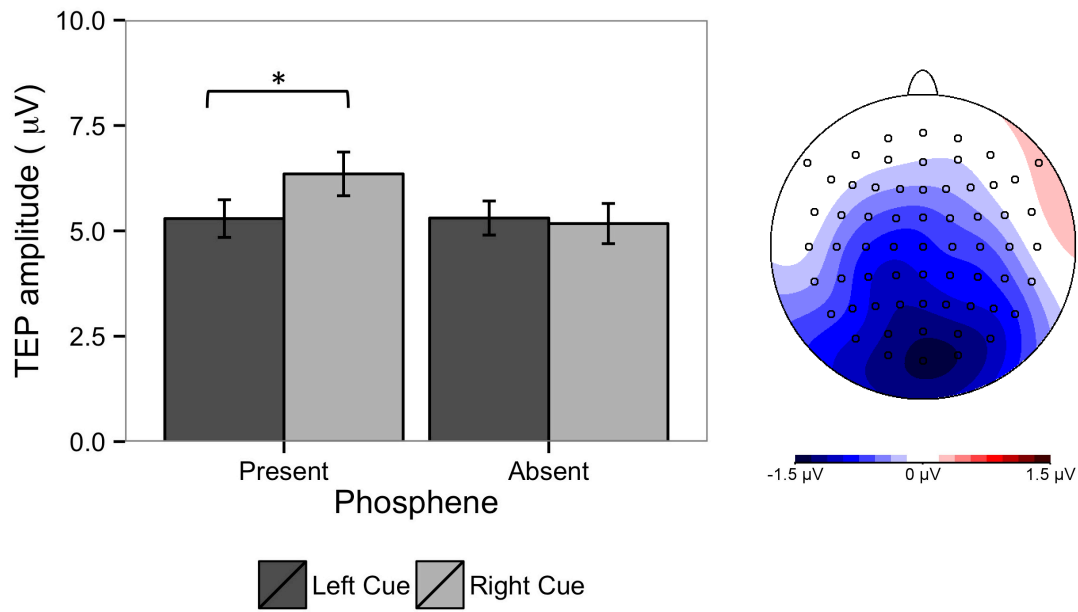 10.0
7.5
5.0
2.5
0.0
TEP amplitude ( μV)
*
Present Absent
Phosphene
Left Cue Right Cue
-1.5 μV 0 μV 1.5 μV